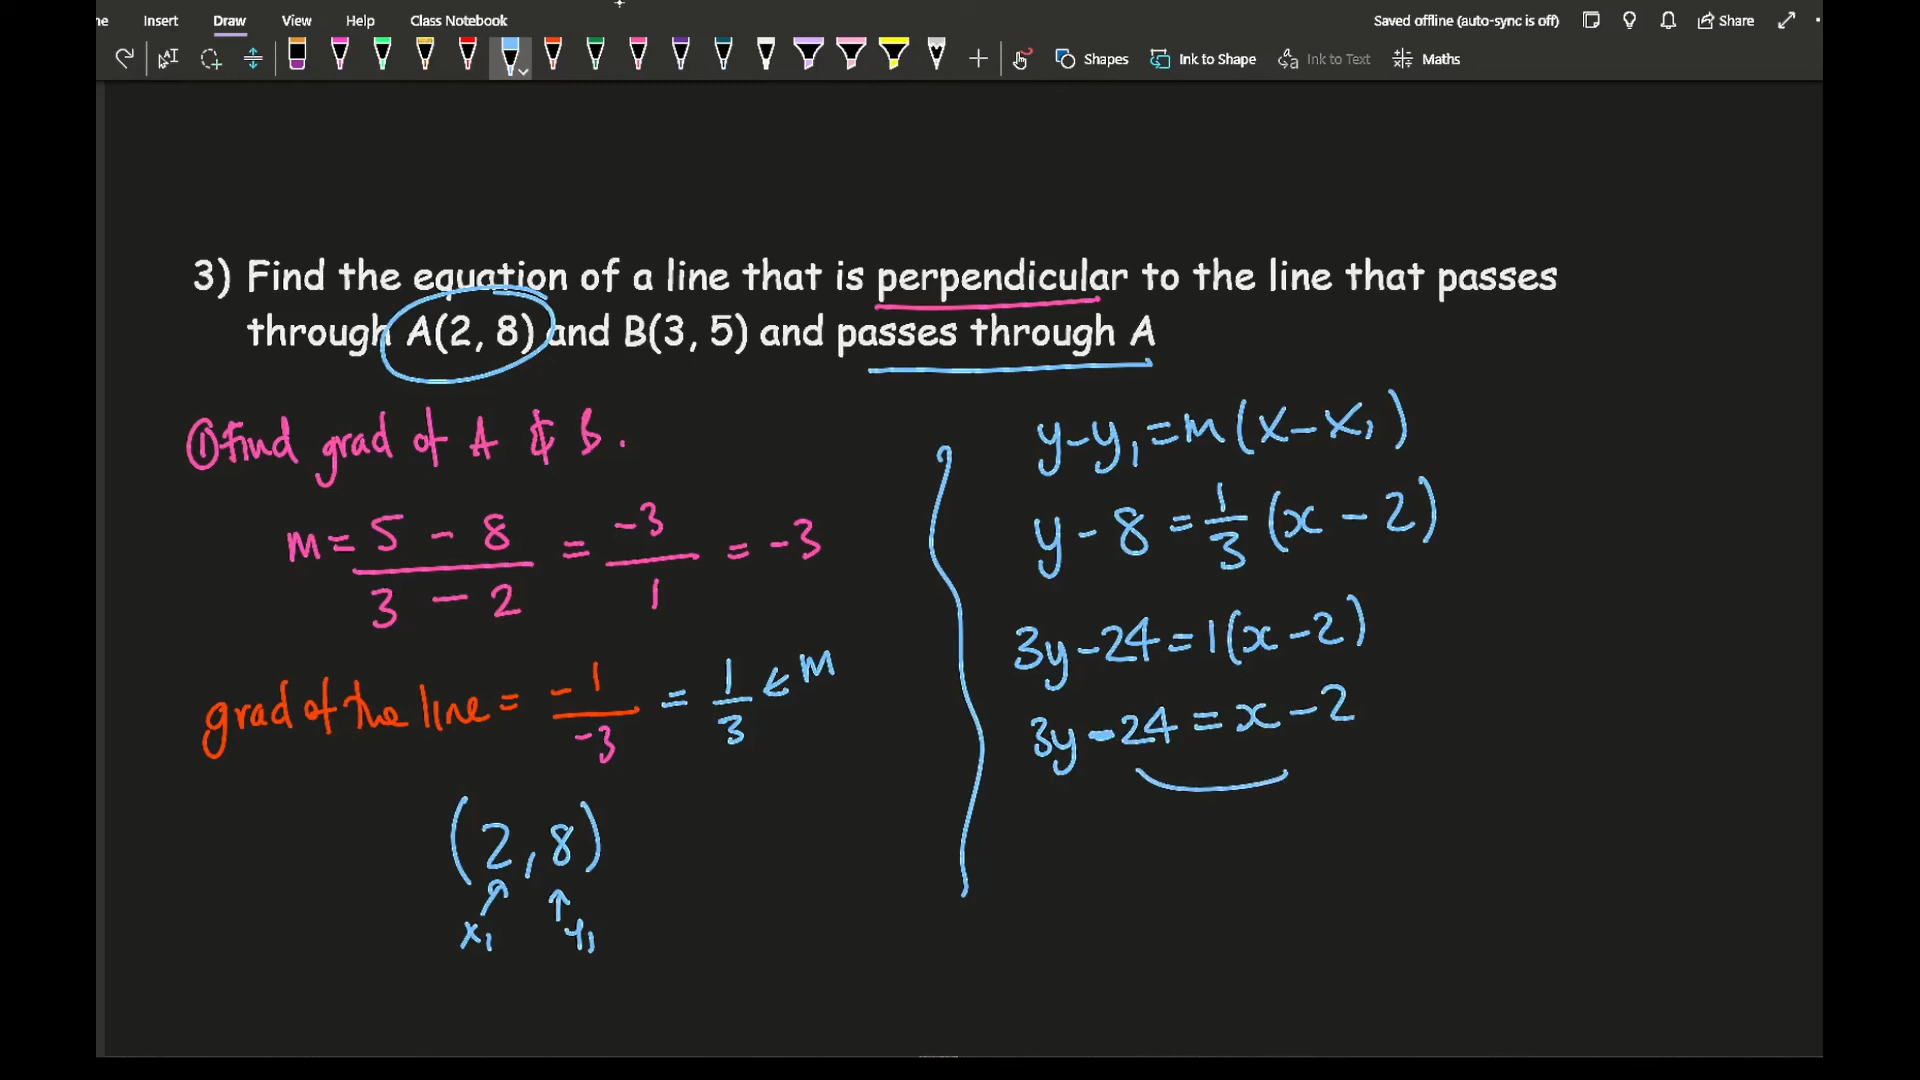 me Insert Draw View Help Class Notebook Saved offline (auto-sync is off) Share
Shapes Ink to Shape Ink to Text Maths
3) Find the equation of a line that is perpendicular to the line that passes
through A(2, 8) and B(3, 5) and passes through A
① find grad of A & B.
m = 5 - 8 / 3 - 2 = -3 / 1 = -3
grad of the line = -1 / -3 = 1/3 ← m
(2, 8)
x₁ y₁
y - y₁ = m(x - x₁)
y - 8 = 1/3 (x - 2)
3y - 24 = 1(x - 2)
3y - 24 = x - 2